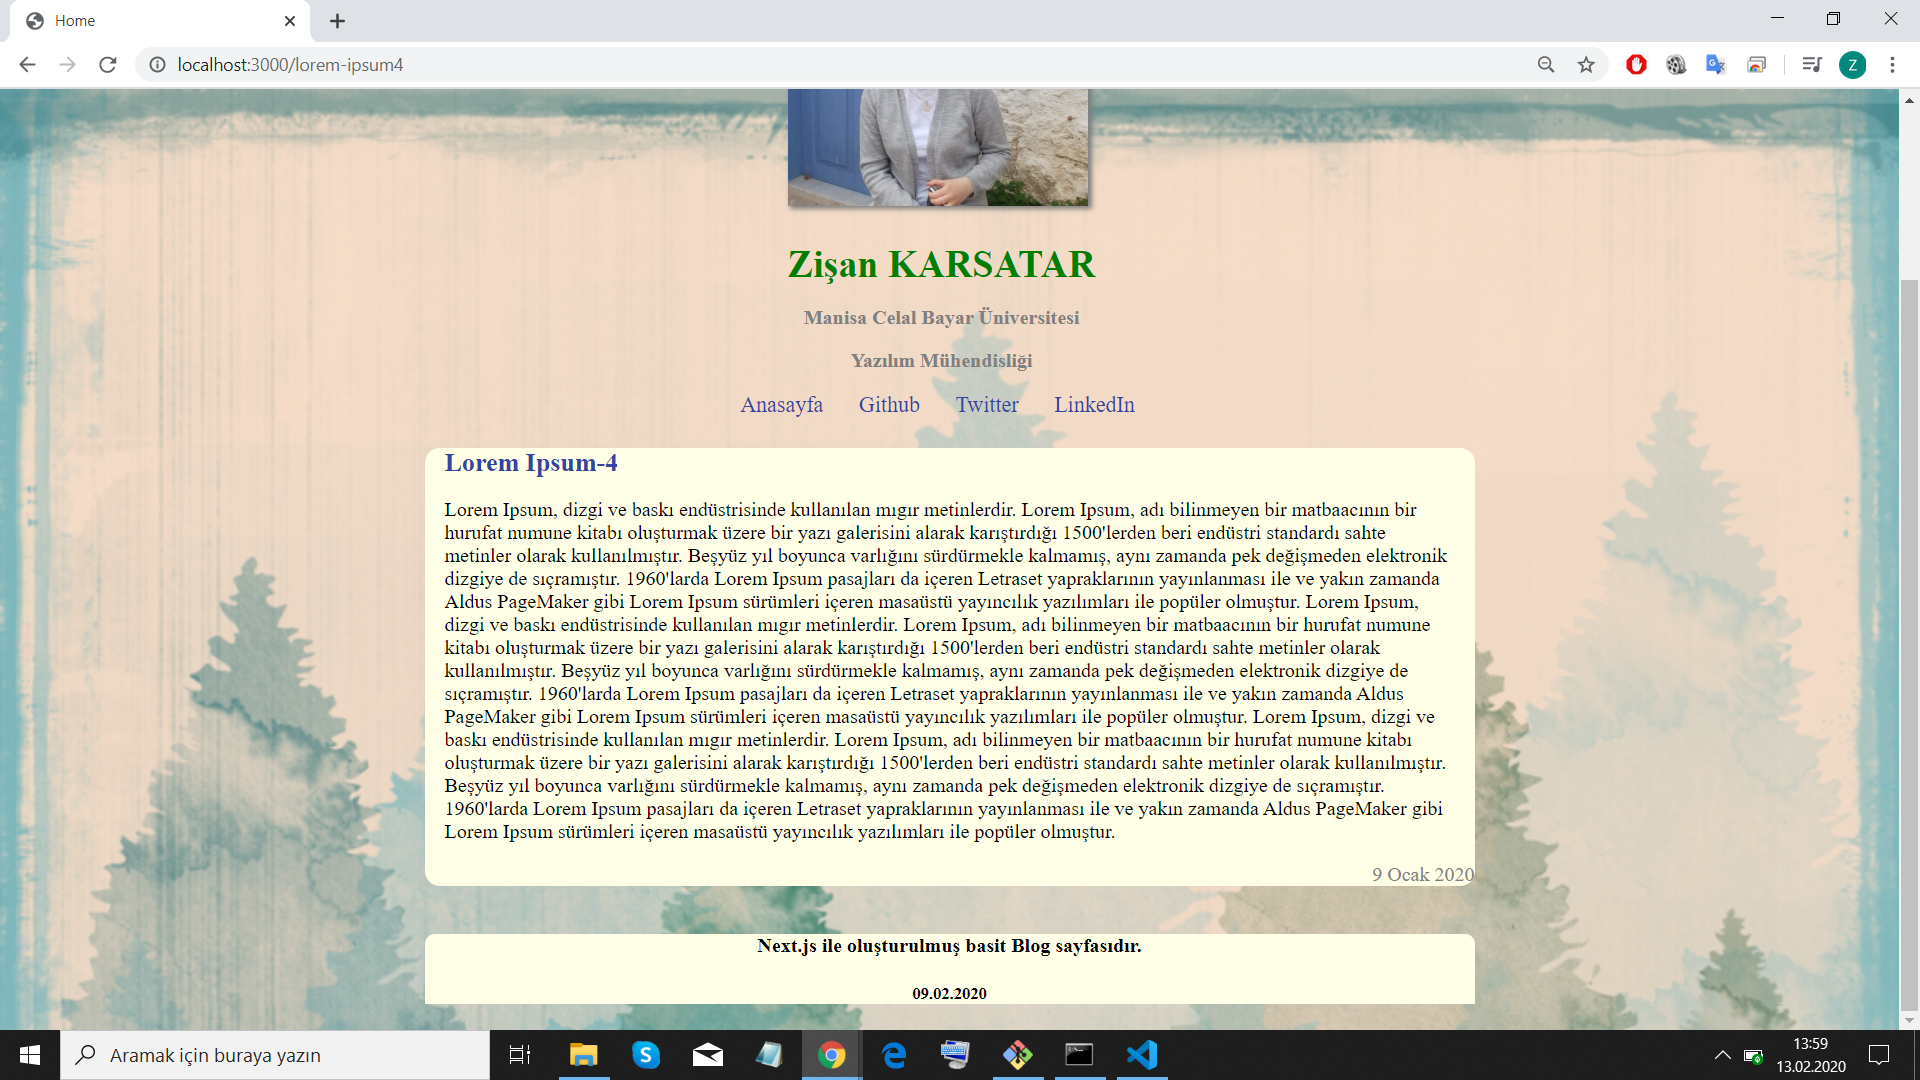 Home
localhost:3000/lorem-ipsum4
Z
Zişan KARSATAR
Manisa Celal Bayar Üniversitesi
Yazılım Mühendisliği
Anasayfa Github Twitter LinkedIn
Lorem Ipsum-4
Lorem Ipsum, dizgi ve baskı endüstrisinde kullanılan mıgır metinlerdir. Lorem Ipsum, adı bilinmeyen bir matbaacının bir
hurufat numune kitabı oluşturmak üzere bir yazı galerisini alarak karıştırdığı 1500'lerden beri endüstri standardı sahte
metinler olarak kullanılmıştır. Beşyüz yıl boyunca varlığını sürdürmekle kalmamış, aynı zamanda pek değişmeden elektronik
dizgiye de sıçramıştır. 1960'larda Lorem Ipsum pasajları da içeren Letraset yapraklarının yayınlanması ile ve yakın zamanda
Aldus PageMaker gibi Lorem Ipsum sürümleri içeren masaüstü yayıncılık yazılımları ile popüler olmuştur. Lorem Ipsum,
dizgi ve baskı endüstrisinde kullanılan mıgır metinlerdir. Lorem Ipsum, adı bilinmeyen bir matbaacının bir hurufat numune
kitabı oluşturmak üzere bir yazı galerisini alarak karıştırdığı 1500'lerden beri endüstri standardı sahte metinler olarak
kullanılmıştır. Beşyüz yıl boyunca varlığını sürdürmekle kalmamış, aynı zamanda pek değişmeden elektronik dizgiye de
sıçramıştır. 1960'larda Lorem Ipsum pasajları da içeren Letraset yapraklarının yayınlanması ile ve yakın zamanda Aldus
PageMaker gibi Lorem Ipsum sürümleri içeren masaüstü yayıncılık yazılımları ile popüler olmuştur. Lorem Ipsum, dizgi ve
baskı endüstrisinde kullanılan mıgır metinlerdir. Lorem Ipsum, adı bilinmeyen bir matbaacının bir hurufat numune kitabı
oluşturmak üzere bir yazı galerisini alarak karıştırdığı 1500'lerden beri endüstri standardı sahte metinler olarak kullanılmıştır.
Beşyüz yıl boyunca varlığını sürdürmekle kalmamış, aynı zamanda pek değişmeden elektronik dizgiye de sıçramıştır.
1960'larda Lorem Ipsum pasajları da içeren Letraset yapraklarının yayınlanması ile ve yakın zamanda Aldus PageMaker gibi
Lorem Ipsum sürümleri içeren masaüstü yayıncılık yazılımları ile popüler olmuştur.
9 Ocak 2020
Next.js ile oluşturulmuş basit Blog sayfasıdır.
09.02.2020
Aramak için buraya yazın
13:59
13.02.2020